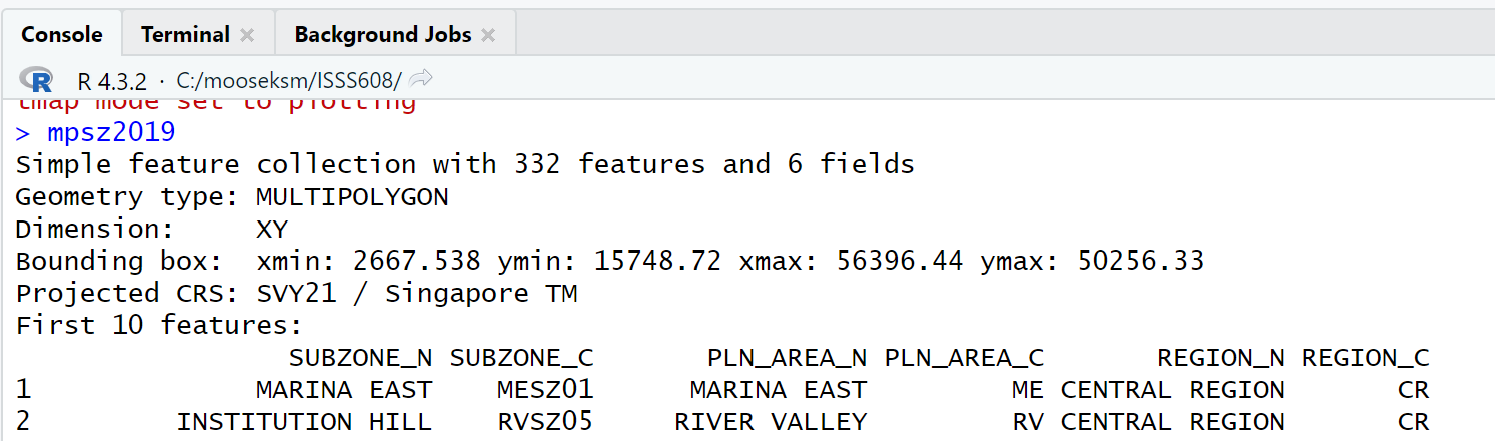 Console Terminal Background Jobs
R R 4.3.2 · C:/mooseksm/ISSS608/
tmap mode set to plotting
> mpsz2019
Simple feature collection with 332 features and 6 fields
Geometry type: MULTIPOLYGON
Dimension:     XY
Bounding box:  xmin: 2667.538 ymin: 15748.72 xmax: 56396.44 ymax: 50256.33
Projected CRS: SVY21 / Singapore TM
First 10 features:
                 SUBZONE_N SUBZONE_C       PLN_AREA_N PLN_AREA_C       REGION_N REGION_C
1              MARINA EAST    MESZ01      MARINA EAST         ME CENTRAL REGION       CR
2         INSTITUTION HILL    RVSZ05     RIVER VALLEY         RV CENTRAL REGION       CR